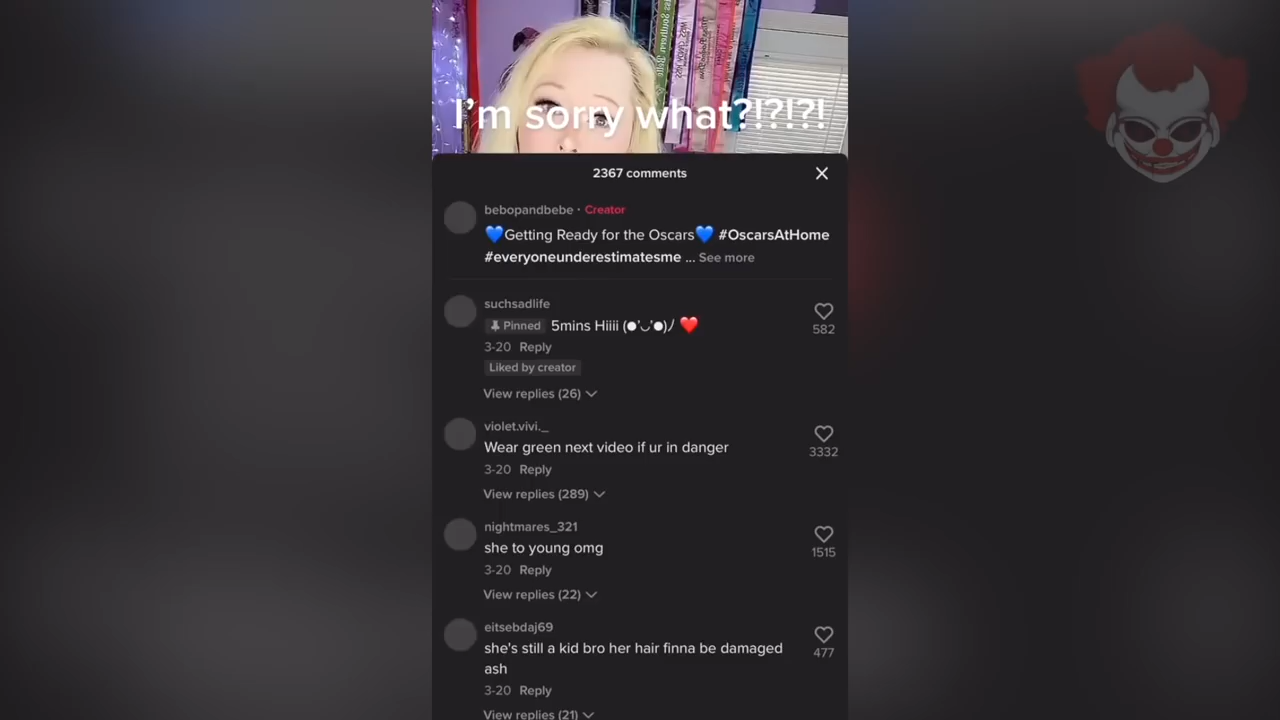 I'm sorry what?!?!?!
2367 comments
bebopandbebe · Creator
💙Getting Ready for the Oscars💙 #OscarsAtHome
#everyoneunderestimatesme ... See more
suchsadlife
Pinned 5mins Hiiii (●'◡'●)ﾉ ❤️
582
3-20 Reply
Liked by creator
View replies (26)
violet.vivi._
Wear green next video if ur in danger
3332
3-20 Reply
View replies (289)
nightmares_321
she to young omg
1515
3-20 Reply
View replies (22)
eitsebdaj69
she's still a kid bro her hair finna be damaged
ash
477
3-20 Reply
View replies (21)